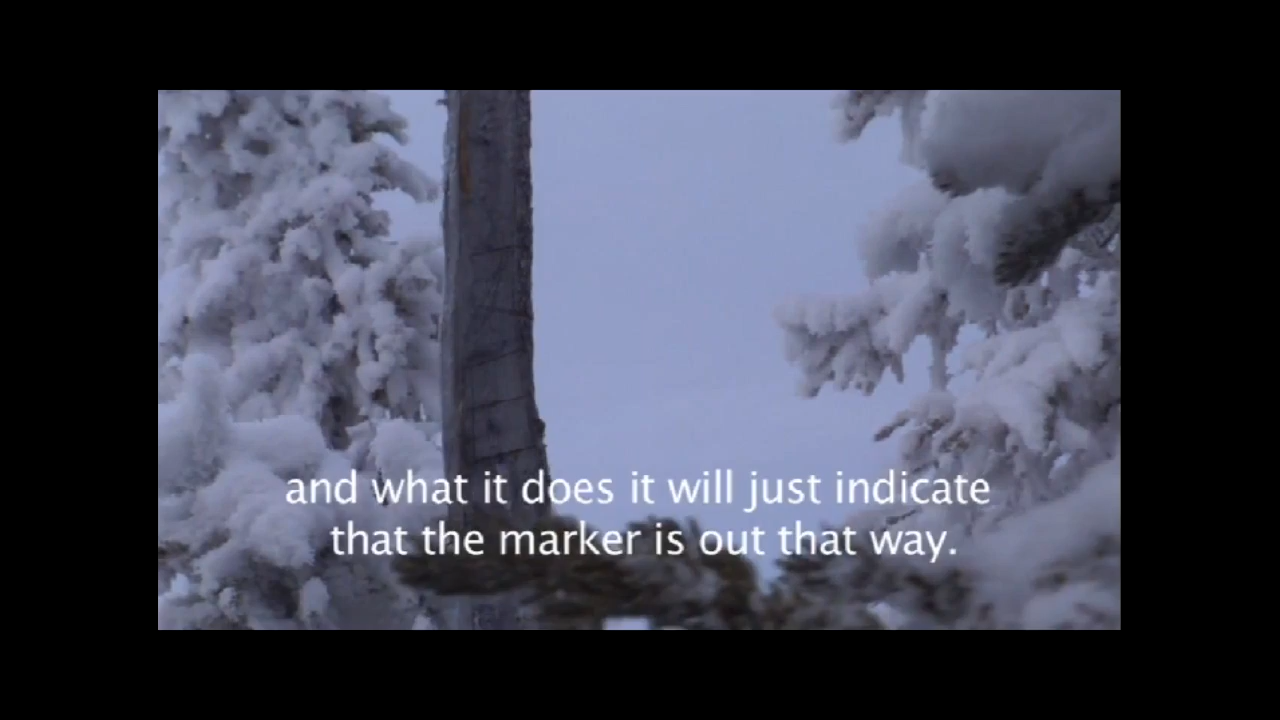 and what it does it will just indicate
that the marker is out that way.